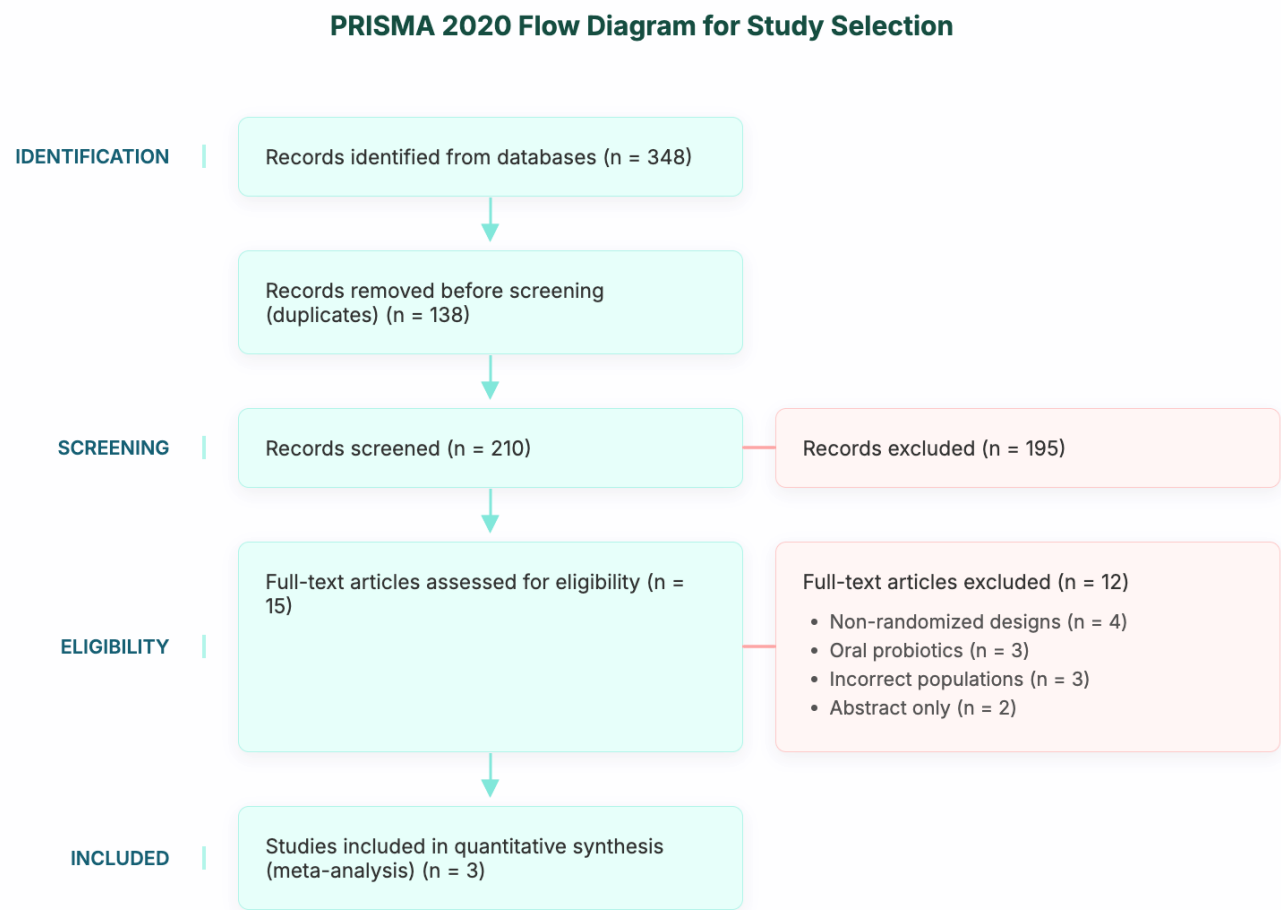 PRISMA 2020 Flow Diagram for Study Selection
IDENTIFICATION
Records identified from databases (n = 348)
Records removed before screening
(duplicates) (n = 138)
SCREENING
Records screened (n = 210)
Records excluded (n = 195)
ELIGIBILITY
Full-text articles assessed for eligibility (n =
15)
Full-text articles excluded (n = 12)
• Non-randomized designs (n = 4)
• Oral probiotics (n = 3)
• Incorrect populations (n = 3)
• Abstract only (n = 2)
INCLUDED
Studies included in quantitative synthesis
(meta-analysis) (n = 3)